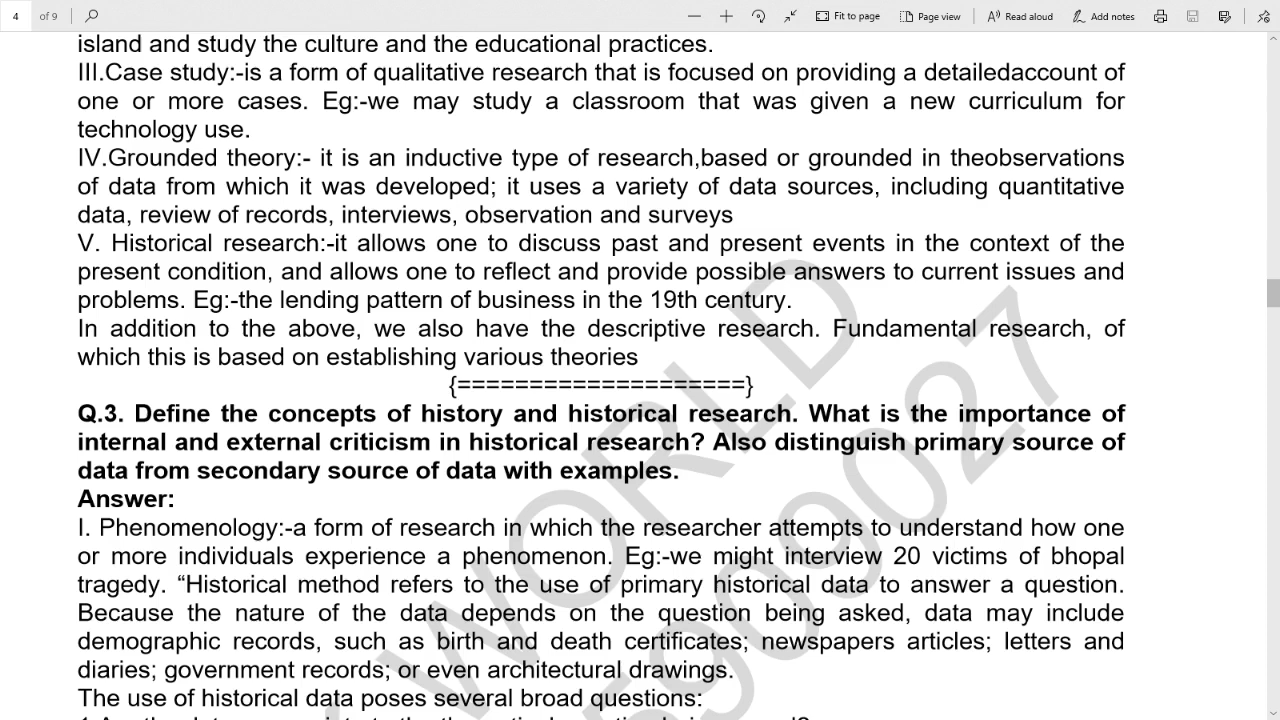 4 of 9 Fit to page Page view Read aloud Add notes
island and study the culture and the educational practices.
III.Case study:-is a form of qualitative research that is focused on providing a detailedaccount of
one or more cases. Eg:-we may study a classroom that was given a new curriculum for
technology use.
IV.Grounded theory:- it is an inductive type of research,based or grounded in theobservations
of data from which it was developed; it uses a variety of data sources, including quantitative
data, review of records, interviews, observation and surveys
V. Historical research:-it allows one to discuss past and present events in the context of the
present condition, and allows one to reflect and provide possible answers to current issues and
problems. Eg:-the lending pattern of business in the 19th century.
In addition to the above, we also have the descriptive research. Fundamental research, of
which this is based on establishing various theories
{====================}
Q.3. Define the concepts of history and historical research. What is the importance of
internal and external criticism in historical research? Also distinguish primary source of
data from secondary source of data with examples.
Answer:
I. Phenomenology:-a form of research in which the researcher attempts to understand how one
or more individuals experience a phenomenon. Eg:-we might interview 20 victims of bhopal
tragedy. “Historical method refers to the use of primary historical data to answer a question.
Because the nature of the data depends on the question being asked, data may include
demographic records, such as birth and death certificates; newspapers articles; letters and
diaries; government records; or even architectural drawings.
The use of historical data poses several broad questions:
WORLD
5909027